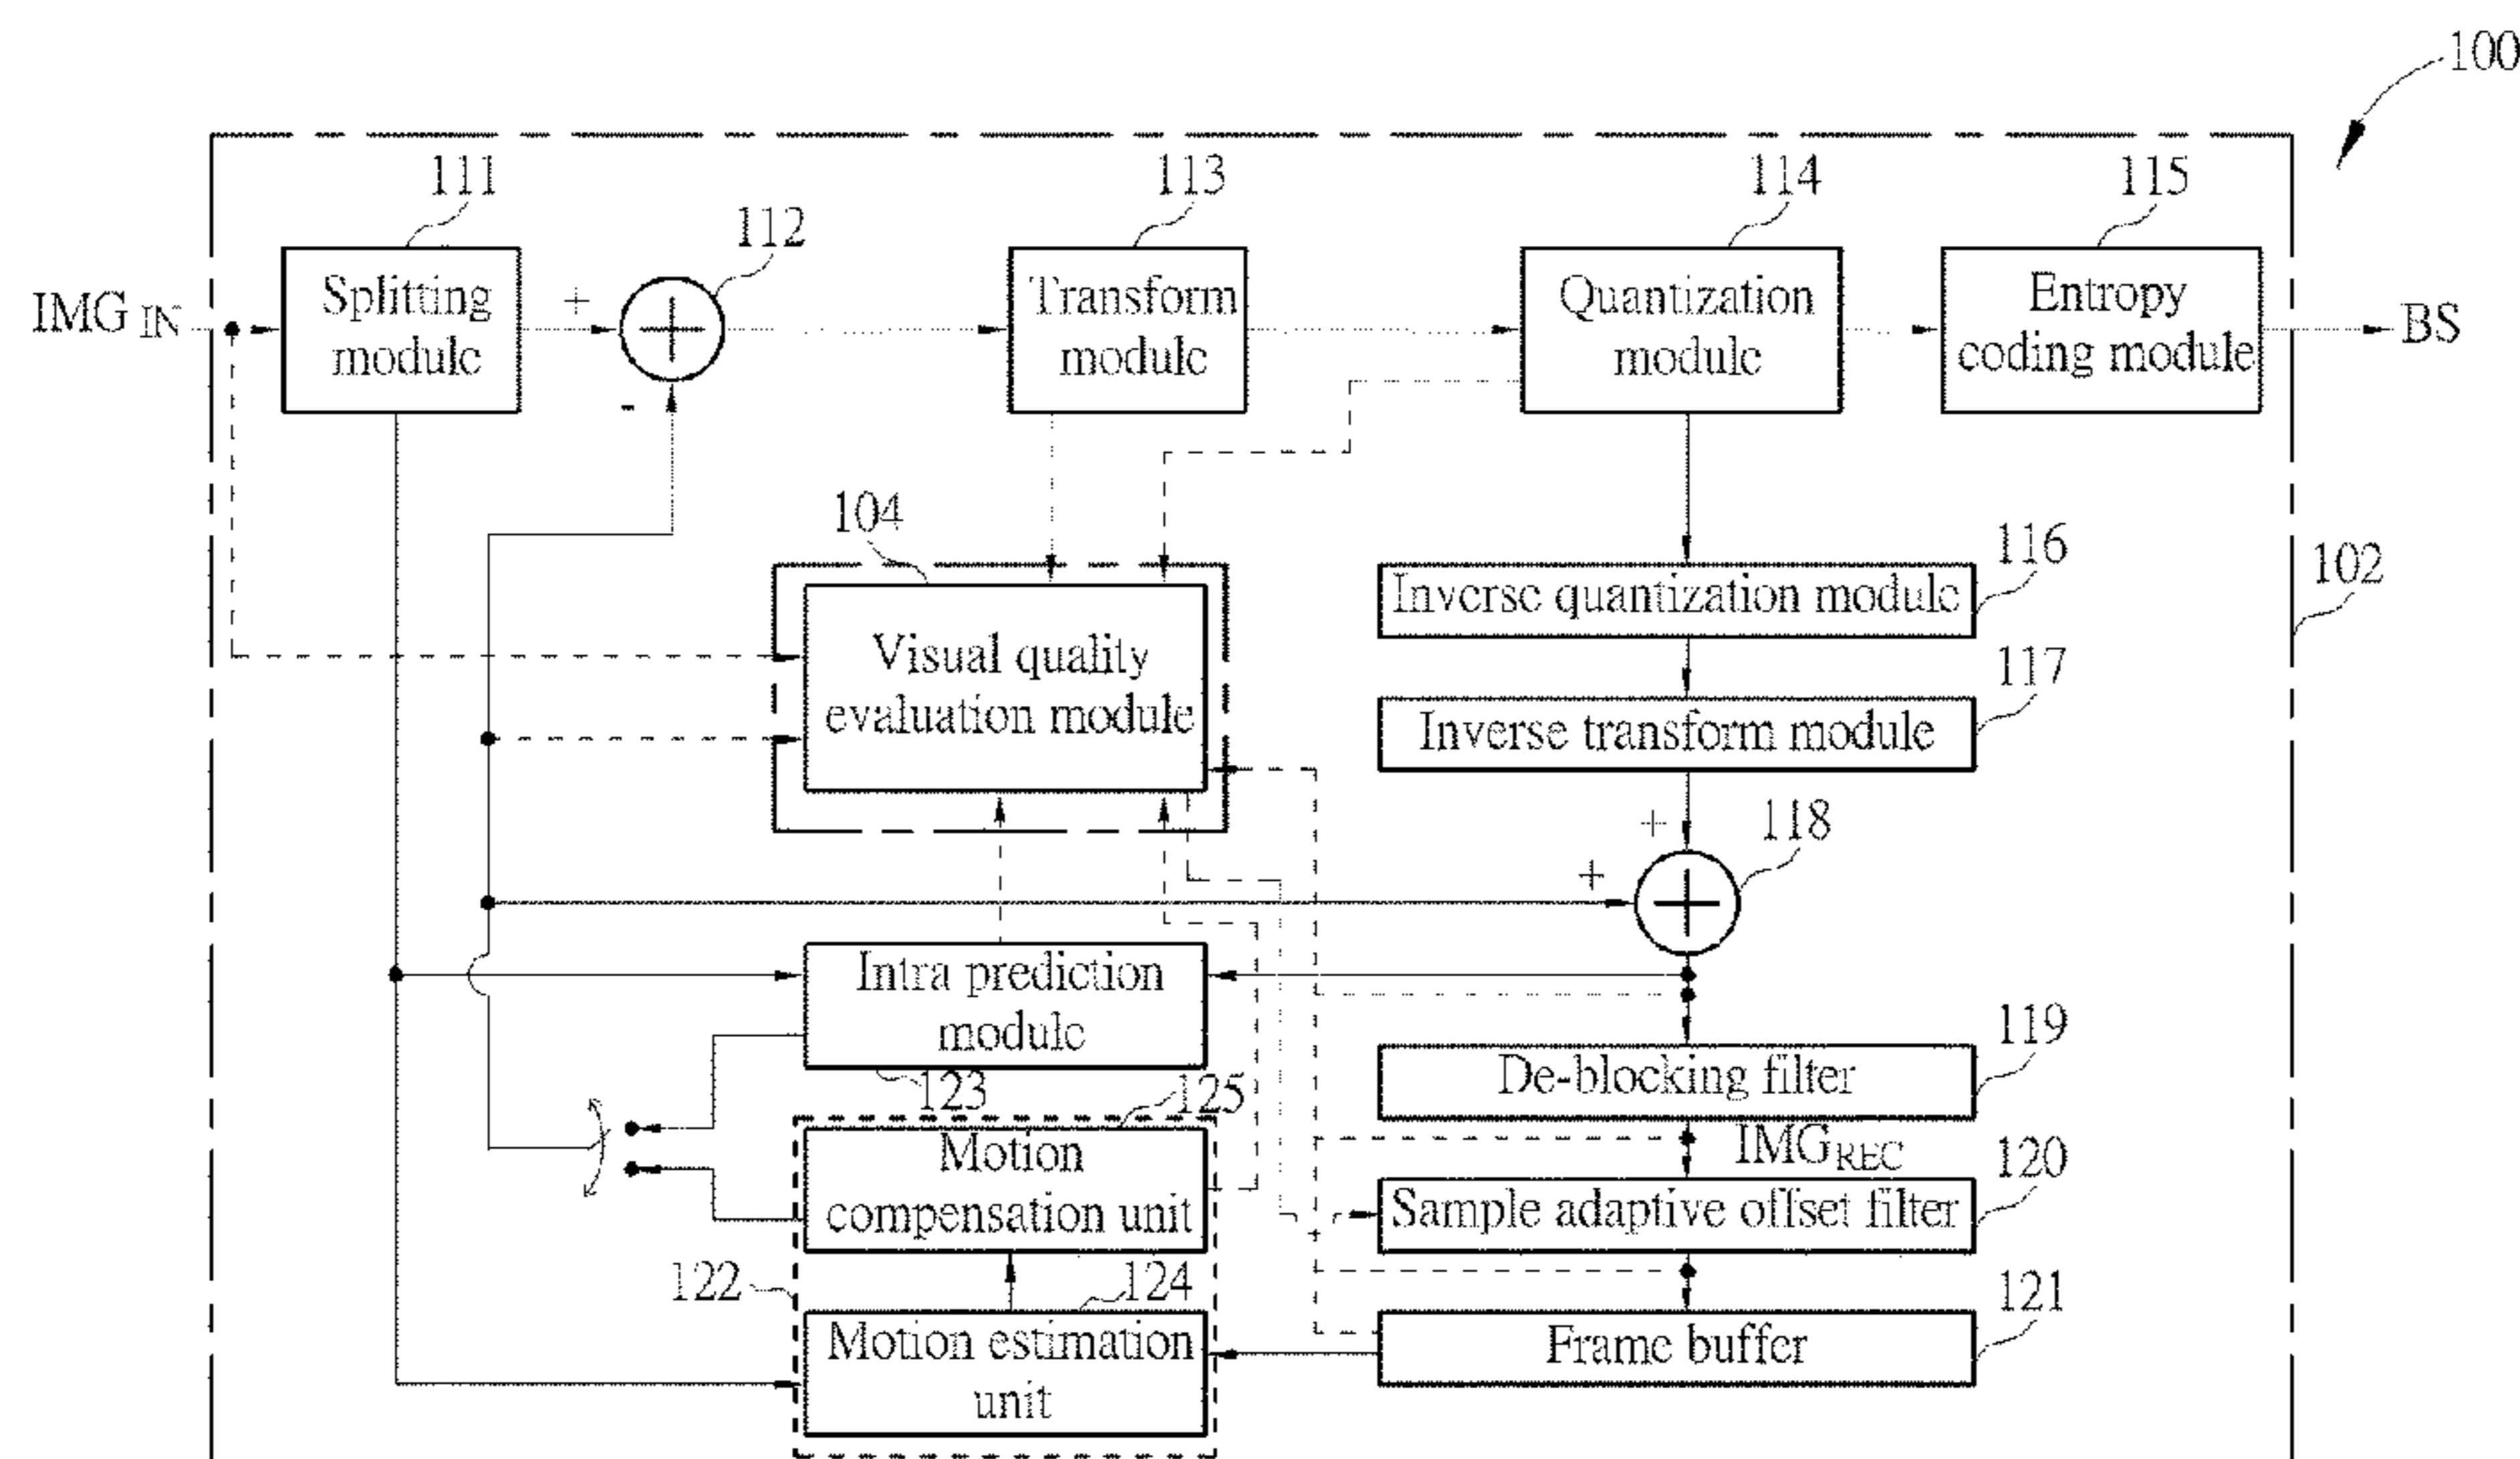 100
111
112
113
114
115
IMG IN
Splitting
module
+
-
Transform
module
Quantization
module
Entropy
coding module
BS
104
Visual quality
evaluation module
116
Inverse quantization module
102
117
Inverse transform module
+
118
+
Intra prediction
module
123
119
De-blocking filter
125
Motion
compensation unit
IMG REC
120
Sample adaptive offset filter
122
124
Motion estimation
unit
121
Frame buffer